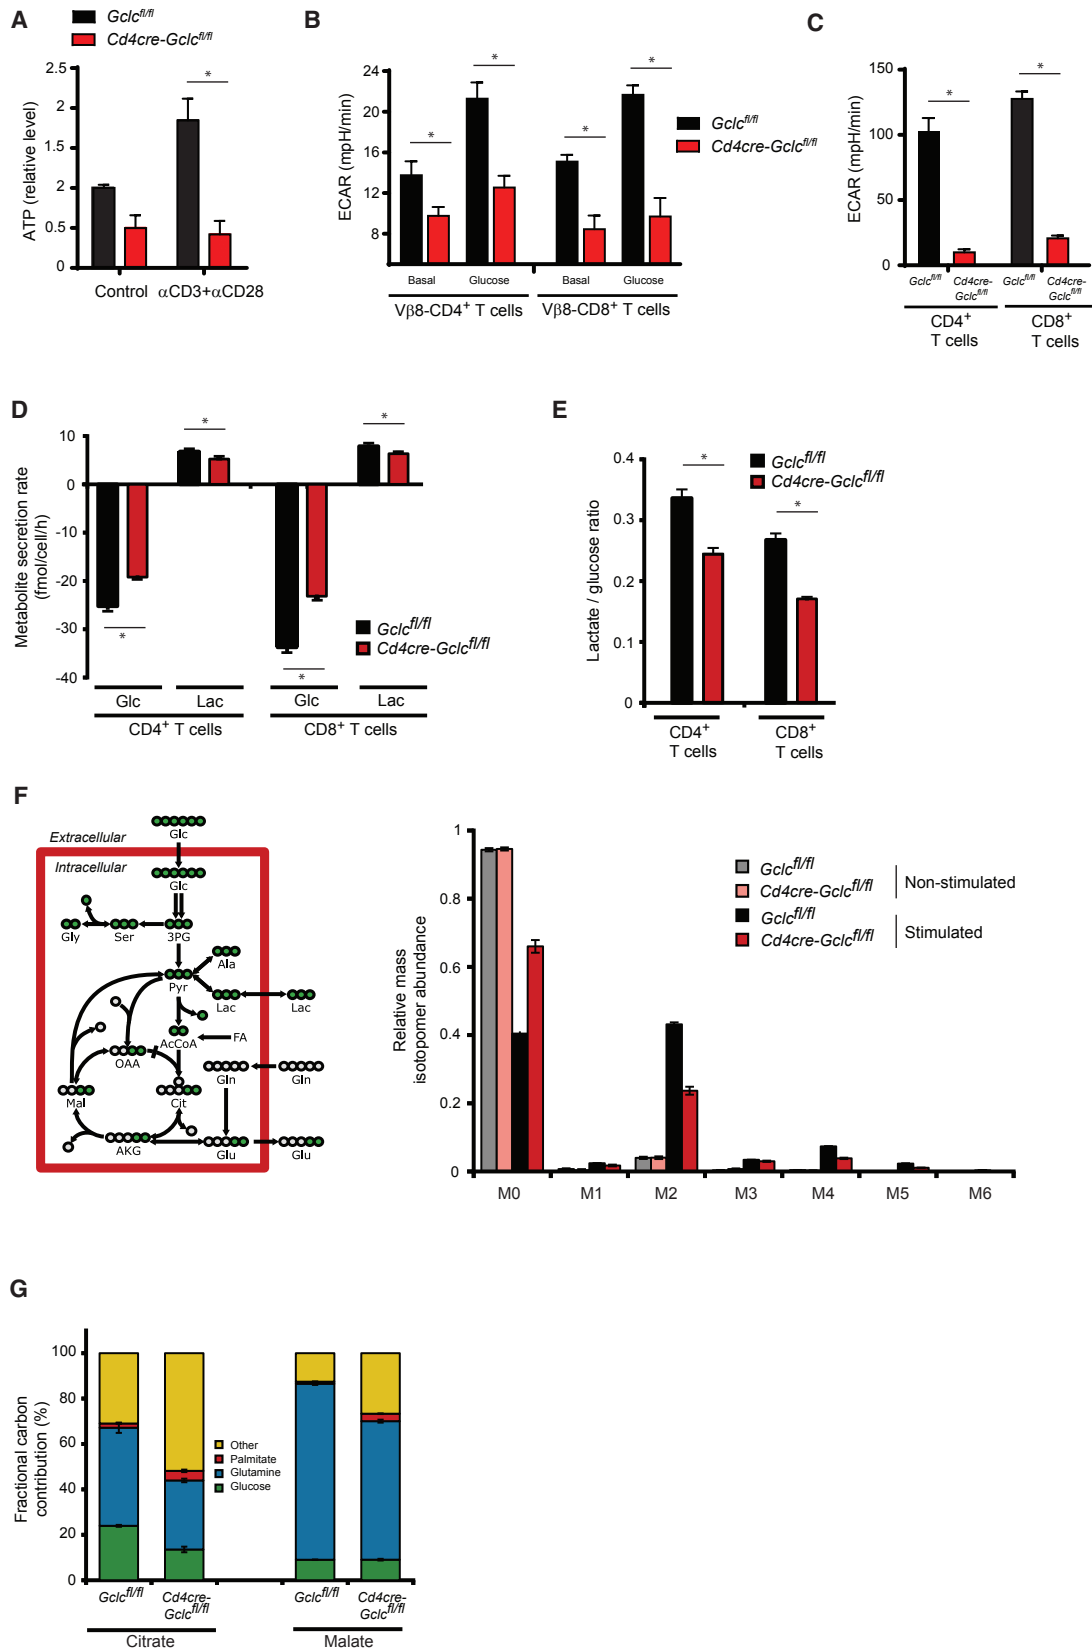 A
Gclc^fl/fl
Cd4cre-Gclc^fl/fl
ATP (relative level)
2.5
2
1.5
2
0.5
0
*
Control
αCD3+αCD28
B
ECAR (mpH/min)
24
20
16
12
8
*
*
*
*
Gclc^fl/fl
Cd4cre-Gclc^fl/fl
Basal
Glucose
Basal
Glucose
Vβ8-CD4⁺ T cells
Vβ8-CD8⁺ T cells
C
ECAR (mpH/min)
150
100
50
0
*
*
Gclc^fl/fl
Cd4cre-
Gclc^fl/fl
Gclc^fl/fl
Cd4cre-
Gclc^fl/fl
CD4⁺
T cells
CD8⁺
T cells
D
Metabolite secretion rate
(fmol/cell/h)
10
0
-10
-20
-30
-40
*
*
*
*
Gclc^fl/fl
Cd4cre-Gclc^fl/fl
Glc
Lac
Glc
Lac
CD4⁺ T cells
CD8⁺ T cells
E
Lactate / glucose ratio
0.4
0.3
0.2
0.1
0
*
*
Gclc^fl/fl
Cd4cre-Gclc^fl/fl
CD4⁺
T cells
CD8⁺
T cells
F
Extracellular
Glc
Intracellular
Glc
Gly
Ser
3PG
Ala
Pyr
Lac
Lac
AcCoA
FA
OAA
Gln
Gln
Mal
Cit
AKG
Glu
Glu
Relative mass
isotopomer abundance
1
0.8
0.6
0.4
0.2
0
Gclc^fl/fl
Cd4cre-Gclc^fl/fl
Non-stimulated
Gclc^fl/fl
Cd4cre-Gclc^fl/fl
Stimulated
M0
M1
M2
M3
M4
M5
M6
G
Fractional carbon
contribution (%)
100
80
60
40
20
0
Other
Palmitate
Glutamine
Glucose
Gclc^fl/fl
Cd4cre-
Gclc^fl/fl
Gclc^fl/fl
Cd4cre-
Gclc^fl/fl
Citrate
Malate